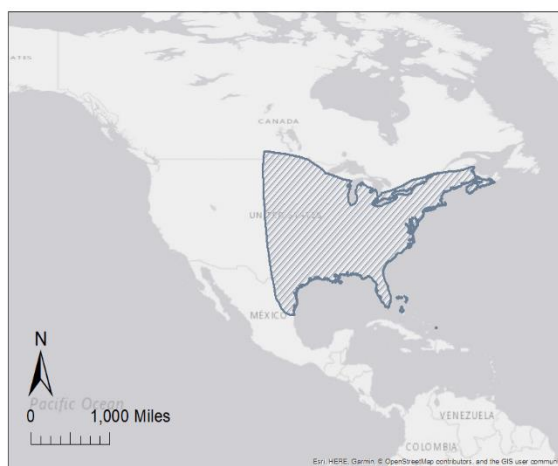 ATES
CANADA
UNITED STATES
MÉXICO
N
Pacific Ocean
0 1,000 Miles
VENEZUELA
COLOMBIA
Esri, HERE, Garmin, © OpenStreetMap contributors, and the GIS user commun